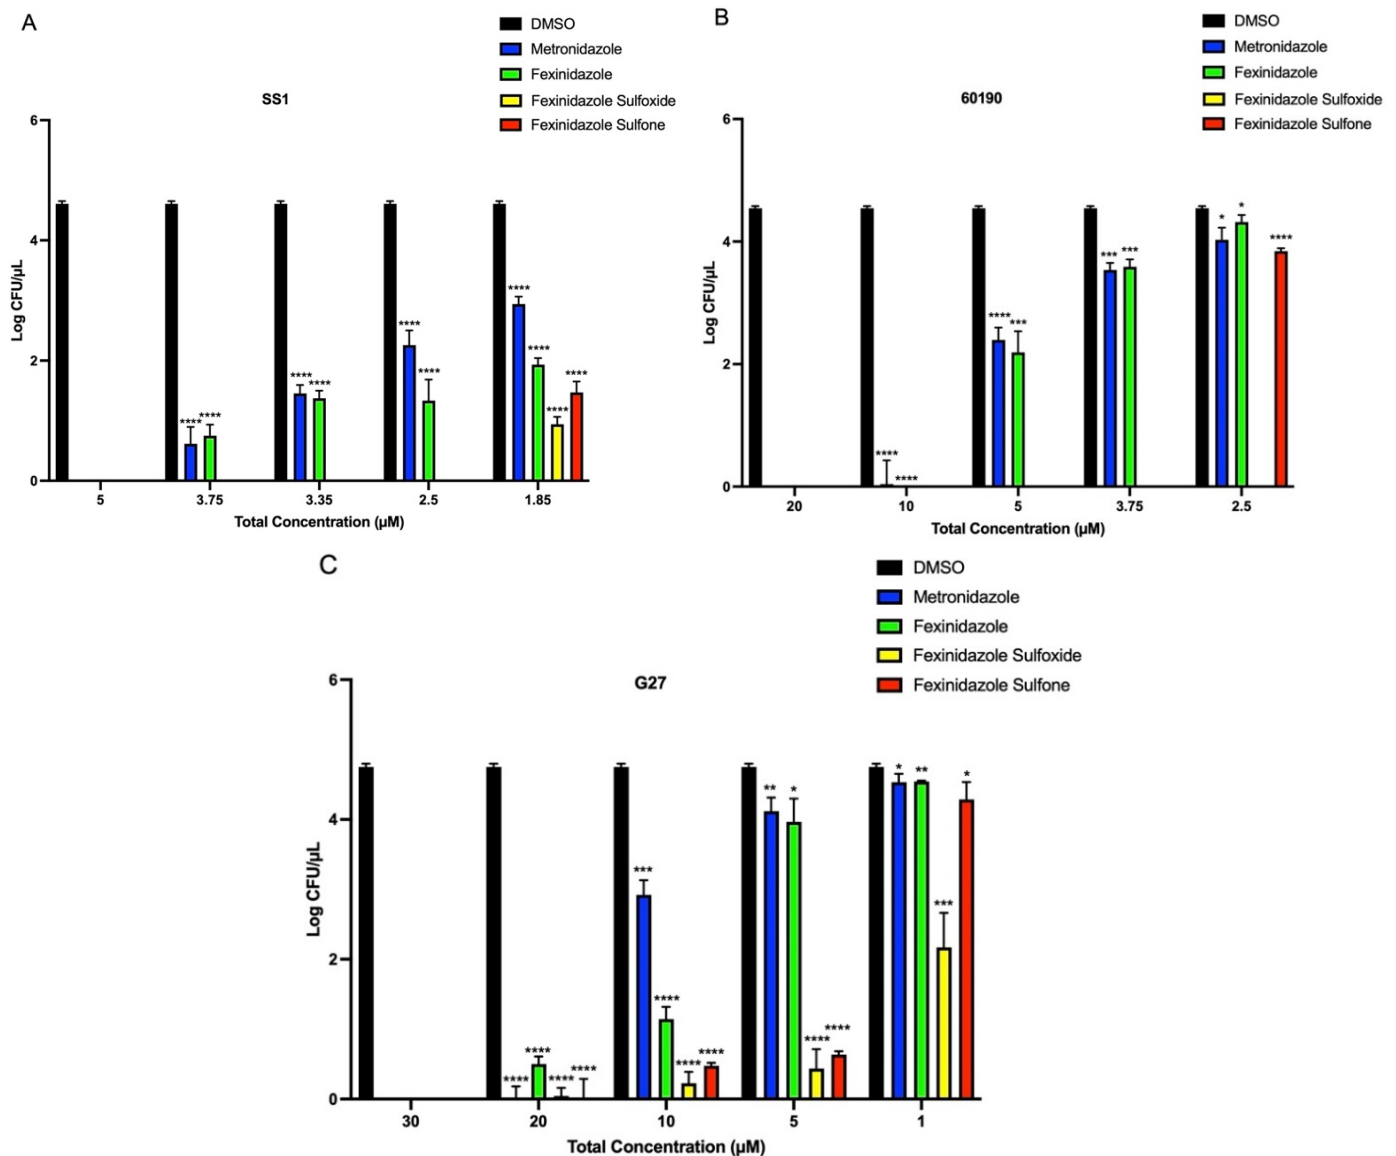 A
DMSO
Metronidazole
Fexinidazole
Fexinidazole Sulfoxide
Fexinidazole Sulfone
SS1
6
4
2
0
Log CFU/µL
****
****
****
****
****
****
****
****
****
****
5
3.75
3.35
2.5
1.85
Total Concentration (µM)
B
DMSO
Metronidazole
Fexinidazole
Fexinidazole Sulfoxide
Fexinidazole Sulfone
60190
6
4
2
0
Log CFU/µL
****
****
****
***
***
***
*
*
****
20
10
5
3.75
2.5
Total Concentration (µM)
C
DMSO
Metronidazole
Fexinidazole
Fexinidazole Sulfoxide
Fexinidazole Sulfone
G27
6
4
2
0
Log CFU/µL
****
****
****
****
***
****
****
****
**
*
****
****
*
**
***
*
30
20
10
5
1
Total Concentration (µM)